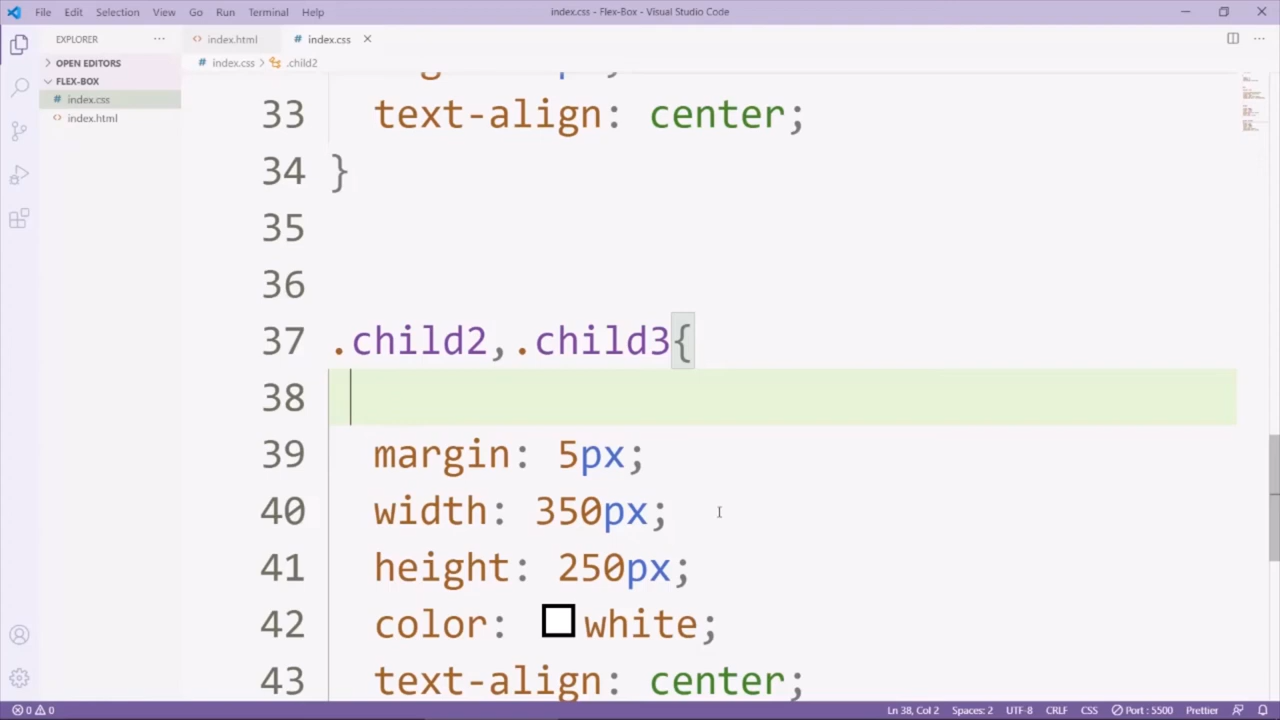 File Edit Selection View Go Run Terminal Help index.css - Flex-Box - Visual Studio Code
EXPLORER
OPEN EDITORS
FLEX-BOX
# index.css
<> index.html
<> index.html # index.css
# index.css > .child2
33 text-align: center;
34 }
35
36
37 .child2,.child3{
38
39 margin: 5px;
40 width: 350px;
41 height: 250px;
42 color: white;
43 text-align: center;
0 0 Ln 38, Col 2 Spaces: 2 UTF-8 CRLF CSS Port : 5500 Prettier